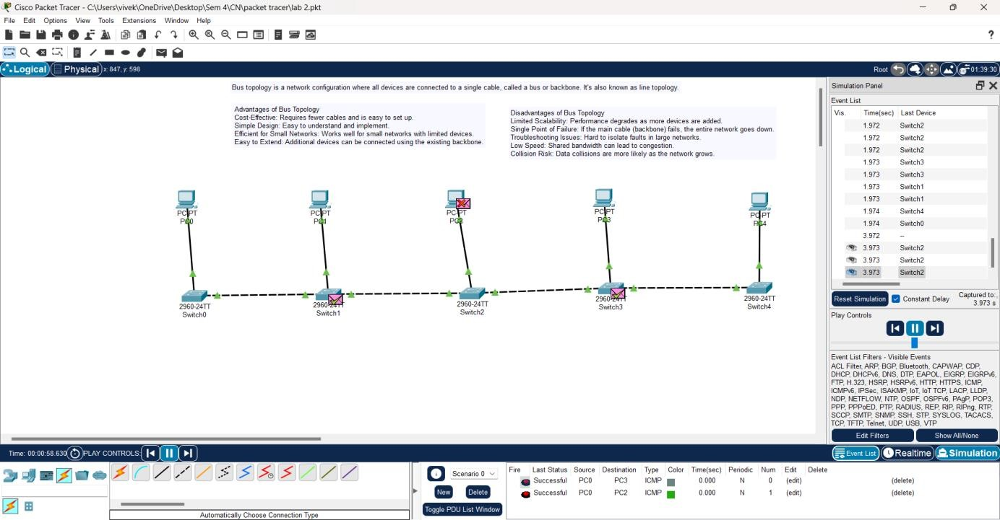 Cisco Packet Tracer - C:\Users\vivek\OneDrive\Desktop\Sem 4\CN\packet tracer\lab 2.pkt
File Edit Options View Tools Extensions Window Help
Logical Physical x: 847, y: 598 Root 01:39:30
Bus topology is a network configuration where all devices are connected to a single cable, called a bus or backbone. It's also known as line topology.
Advantages of Bus Topology
Cost-Effective: Requires fewer cables and is easy to set up.
Simple Design: Easy to understand and implement.
Efficient for Small Networks: Works well for small networks with limited devices.
Easy to Extend: Additional devices can be connected using the existing backbone.
Disadvantages of Bus Topology
Limited Scalability: Performance degrades as more devices are added.
Single Point of Failure: If the main cable (backbone) fails, the entire network goes down.
Troubleshooting Issues: Hard to isolate faults in large networks.
Low Speed: Shared bandwidth can lead to congestion.
Collision Risk: Data collisions are more likely as the network grows.
PC-PT
PC0
PC-PT
PC1
PC-PT
PC2
PC-PT
PC3
PC-PT
PC4
2960-24TT
Switch0
2960-24TT
Switch1
2960-24TT
Switch2
2960-24TT
Switch3
2960-24TT
Switch4
Simulation Panel
Event List
Vis. Time(sec) Last Device
1.972 Switch2
1.972 Switch2
1.972 Switch2
1.973 Switch3
1.973 Switch3
1.973 Switch1
1.973 Switch1
1.974 Switch4
1.974 Switch0
3.972 --
3.973 Switch2
3.973 Switch2
3.973 Switch2
Reset Simulation Constant Delay Captured to:,
3.973 s
Play Controls
Event List Filters - Visible Events
ACL Filter, ARP, BGP, Bluetooth, CAPWAP, CDP,
DHCP, DHCPv6, DNS, DTP, EAPOL, EIGRP, EIGRPv6,
FTP, H.323, HSRP, HSRPv6, HTTP, HTTPS, ICMP,
ICMPv6, IPSec, ISAKMP, IoT, IoT TCP, LACP, LLDP,
NDP, NETFLOW, NTP, OSPF, OSPFv6, PAgP, POP3,
PPP, PPPoED, PTP, RADIUS, REP, RIP, RIPng, RTP,
SCCP, SMTP, SNMP, SSH, STP, SYSLOG, TACACS,
TCP, TFTP, Telnet, UDP, USB, VTP
Edit Filters Show All/None
Time: 00:00:58.630 PLAY CONTROLS: Event List Realtime Simulation
Automatically Choose Connection Type
Scenario 0
New Delete
Toggle PDU List Window
Fire Last Status Source Destination Type Color Time(sec) Periodic Num Edit Delete
Successful PC0 PC3 ICMP 0.000 N 0 (edit) (delete)
Successful PC0 PC2 ICMP 0.000 N 1 (edit) (delete)